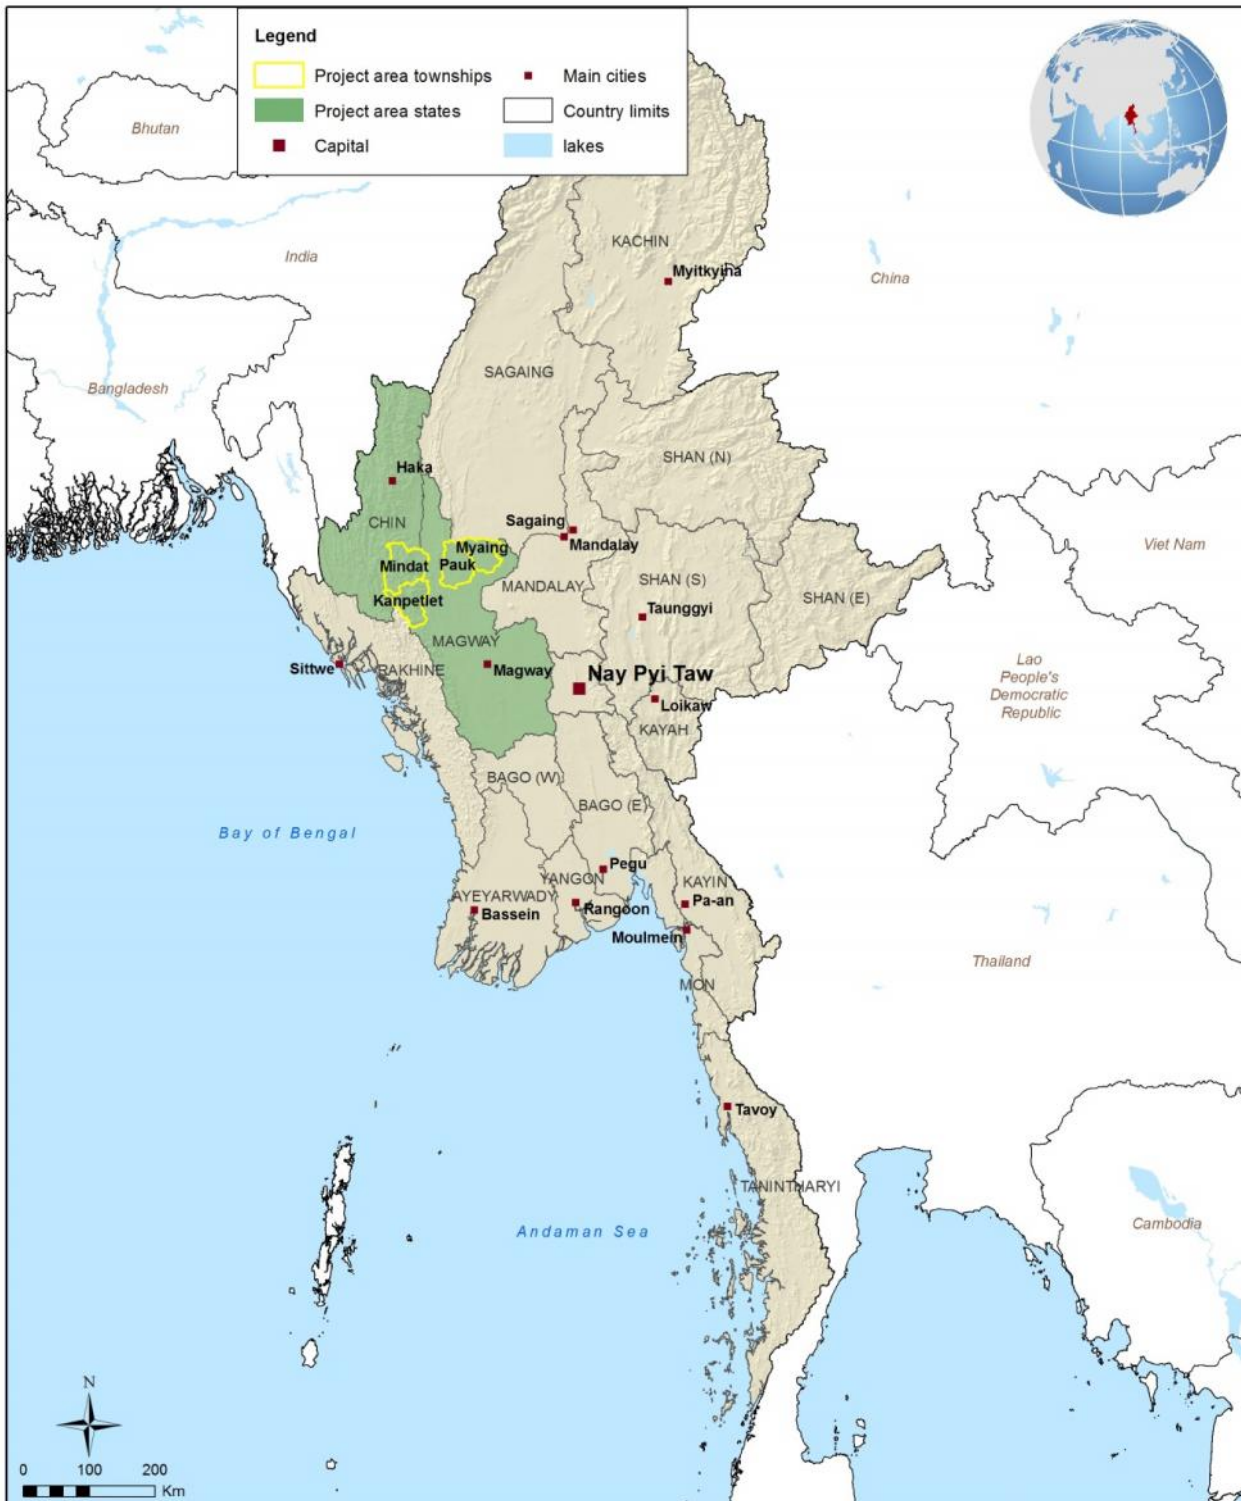 Legend
Project area townships
Main cities
Project area states
Country limits
Capital
lakes
Bhutan
India
China
KACHIN
Myitkyina
SAGAING
Bangladesh
SHAN (N)
Haka
CHIN
Sagaing
Mandalay
Viet Nam
Myaing
Mindat
Pauk
MANDALAY
SHAN (S)
SHAN (E)
Kanpetlet
Taunggyi
MAGWAY
Sittwe
RAKHINE
Magway
Nay Pyi Taw
Lao
People's
Democratic
Republic
Loikaw
KAYAH
BAGO (W)
BAGO (E)
Bay of Bengal
Pegu
YANGON
KAYIN
AYEYARWADY
Bassein
Rangoon
Pa-an
Moulmein
Thailand
MON
Tavoy
TANINTHARYI
Andaman Sea
Cambodia
N
0 100 200
Km